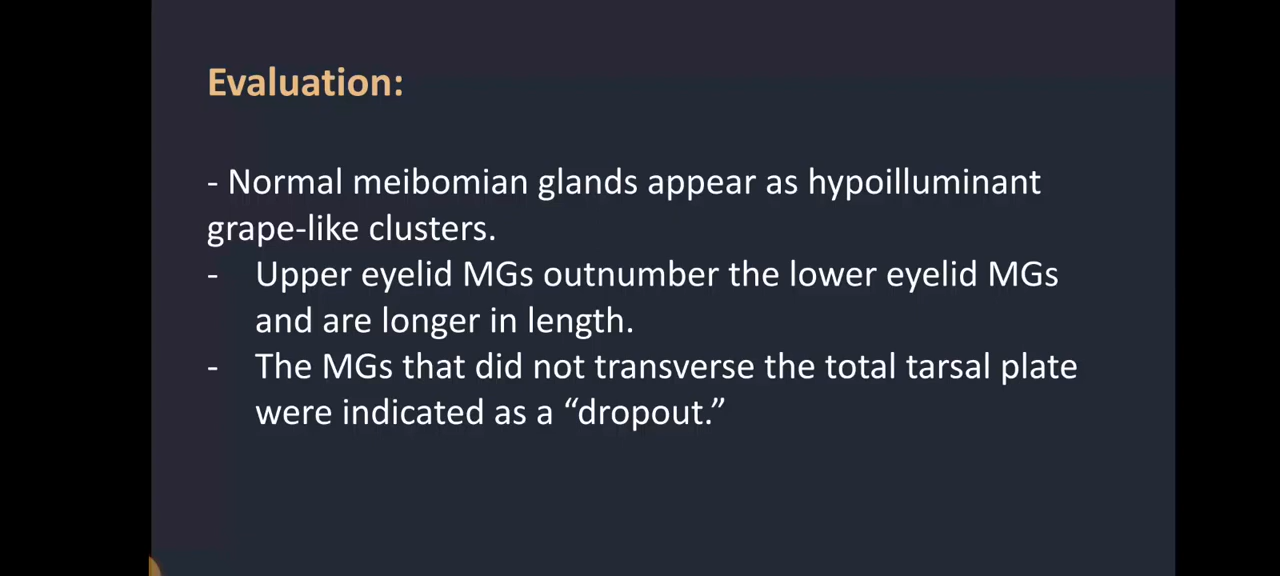 Evaluation:
- Normal meibomian glands appear as hypoilluminant
grape-like clusters.
- Upper eyelid MGs outnumber the lower eyelid MGs
and are longer in length.
- The MGs that did not transverse the total tarsal plate
were indicated as a “dropout.”